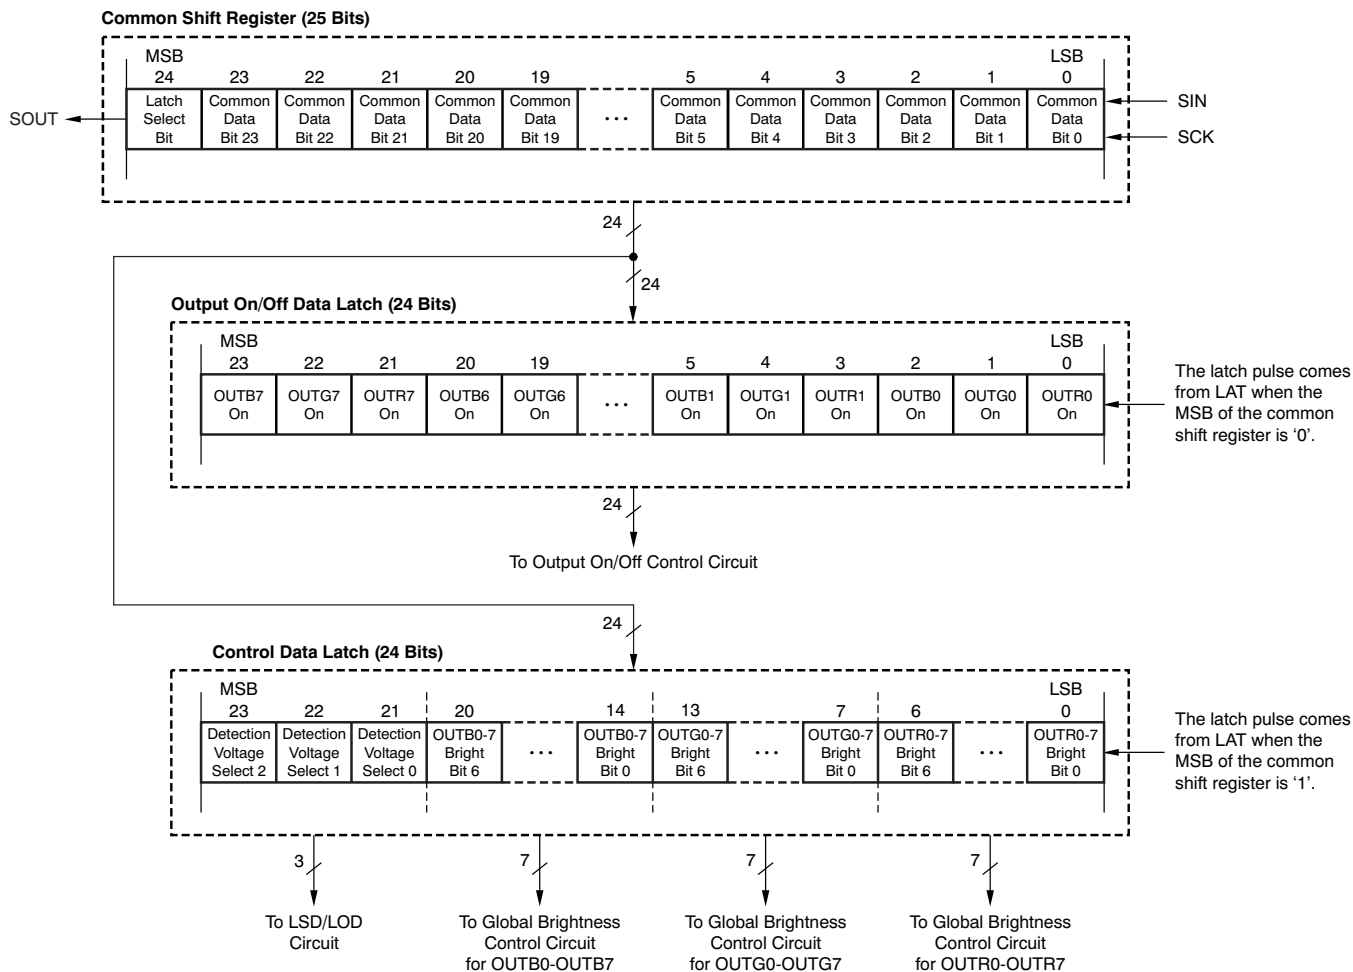 Common Shift Register (25 Bits)
MSB LSB
24 23 22 21 20 19 5 4 3 2 1 0
Latch Common Common Common Common Common Common Common Common Common Common Common
Select Data Data Data Data Data ... Data Data Data Data Data Data
Bit Bit 23 Bit 22 Bit 21 Bit 20 Bit 19 Bit 5 Bit 4 Bit 3 Bit 2 Bit 1 Bit 0
SOUT
SIN
SCK
24
24
Output On/Off Data Latch (24 Bits)
MSB LSB
23 22 21 20 19 5 4 3 2 1 0
OUTB7 OUTG7 OUTR7 OUTB6 OUTG6 ... OUTB1 OUTG1 OUTR1 OUTB0 OUTG0 OUTR0
On On On On On On On On On On On
The latch pulse comes
from LAT when the
MSB of the common
shift register is ‘0’.
24
To Output On/Off Control Circuit
24
Control Data Latch (24 Bits)
MSB LSB
23 22 21 20 14 13 7 6 0
Detection Detection Detection OUTB0-7 OUTB0-7 OUTG0-7 OUTG0-7 OUTR0-7 OUTR0-7
Voltage Voltage Voltage Bright ... Bright Bright ... Bright Bright ... Bright
Select 2 Select 1 Select 0 Bit 6 Bit 0 Bit 6 Bit 0 Bit 6 Bit 0
The latch pulse comes
from LAT when the
MSB of the common
shift register is ‘1’.
3 7 7 7
To LSD/LOD
Circuit
To Global Brightness
Control Circuit
for OUTB0-OUTB7
To Global Brightness
Control Circuit
for OUTG0-OUTG7
To Global Brightness
Control Circuit
for OUTR0-OUTR7